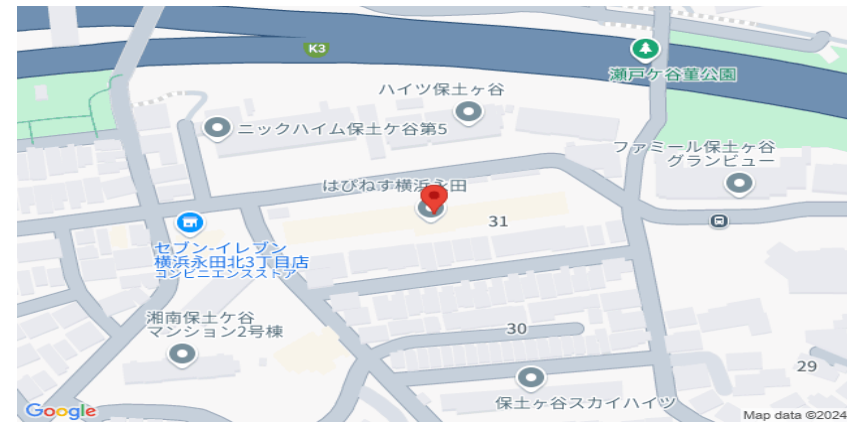 K3
瀬戸ケ谷菫公園
ハイツ保土ヶ谷
ニックハイム保土ケ谷第5
ファミール保土ヶ谷
グランビュー
はぴねす横浜永田
31
セブン-イレブン
横浜永田北3丁目店
コンビニエンスストア
湘南保土ケ谷
マンション2号棟
30
29
保土ヶ谷スカイハイツ
Google
Map data ©2024